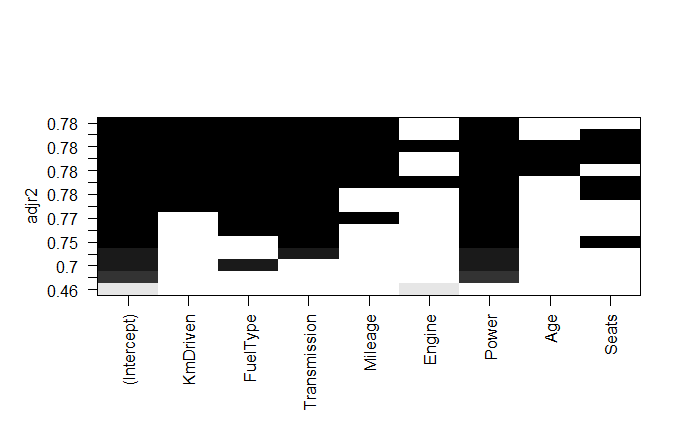 adjr2
0.78
0.78
0.78
0.78
0.77
0.75
0.7
0.46
(Intercept)
KmDriven
FuelType
Transmission
Mileage
Engine
Power
Age
Seats